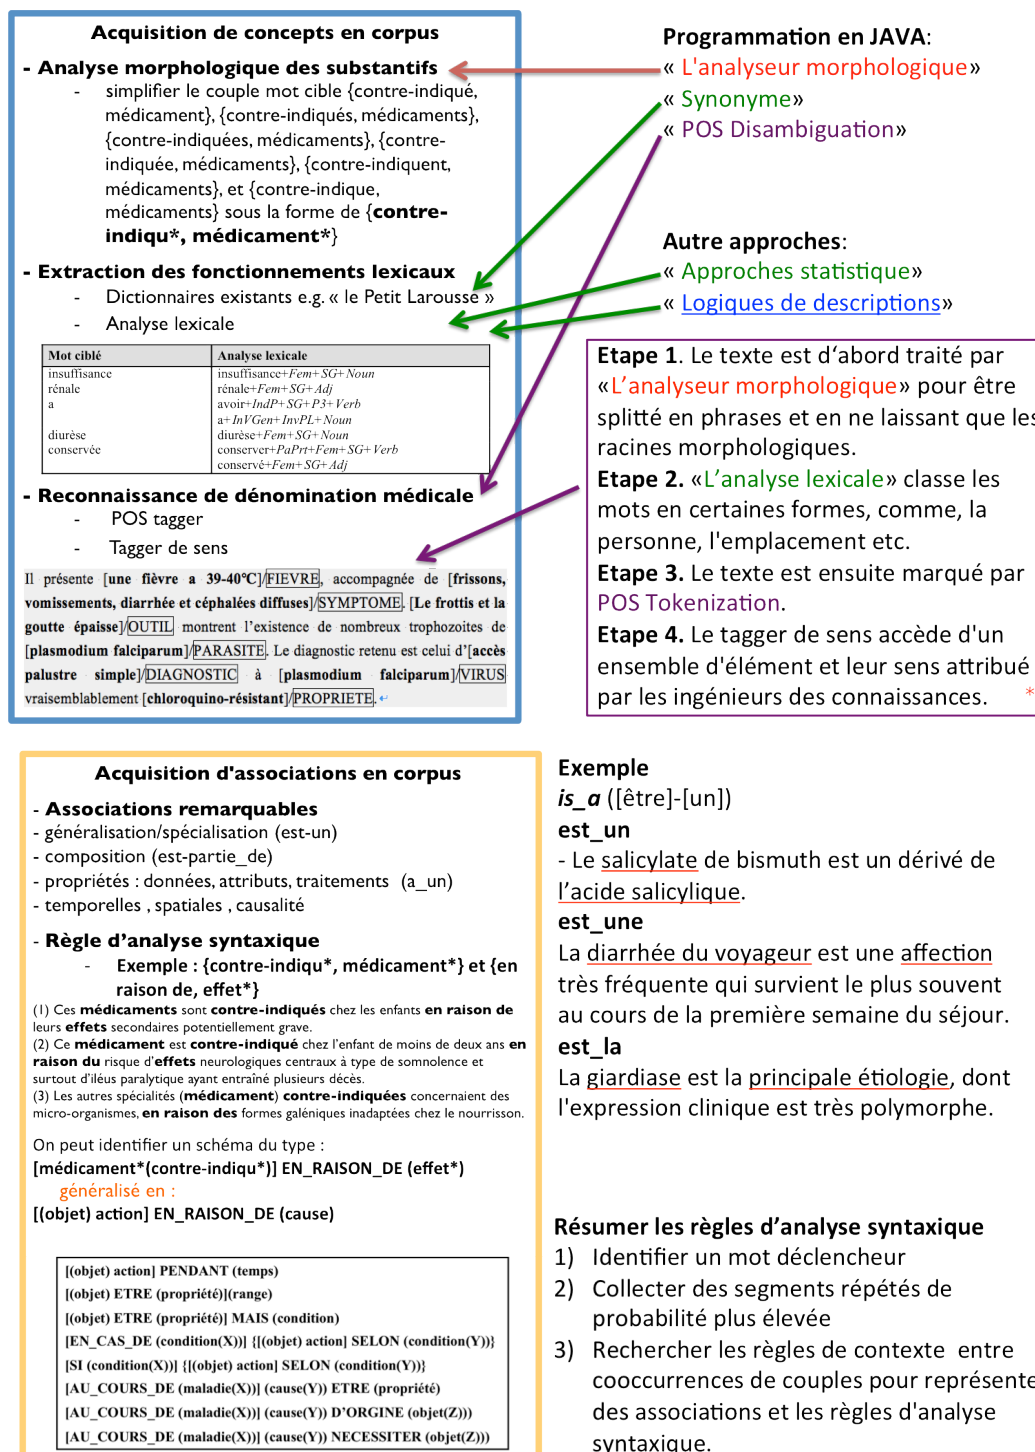 Acquisition de concepts en corpus
- Analyse morphologique des substantifs
- simplifier le couple mot cible {contre-indiqué,
médicament}, {contre-indiqués, médicaments},
{contre-indiquées, médicaments}, {contre-
indiquée, médicaments}, {contre-indiquent,
médicaments}, et {contre-indique,
médicaments} sous la forme de {contre-
indiqu*, médicament*}
- Extraction des fonctionnements lexicaux
- Dictionnaires existants e.g. « le Petit Larousse »
- Analyse lexicale
Mot ciblé Analyse lexicale
insuffisance insuffisance+Fem+SG+Noun
rénale rénale+Fem+SG+Adj
a avoir+IndP+SG+P3+Verb
a+InVGen+InvPL+Noun
diurèse diurèse+Fem+SG+Noun
conservée conserver+PaPrt+Fem+SG+Verb
conservé+Fem+SG+Adj
- Reconnaissance de dénomination médicale
- POS tagger
- Tagger de sens
Il présente [une fièvre a 39-40°C]/FIEVRE, accompagnée de [frissons,
vomissements, diarrhée et céphalées diffuses]/SYMPTOME. [Le frottis et la
goutte épaisse]/OUTIL montrent l'existence de nombreux trophozoites de
[plasmodium falciparum]/PARASITE. Le diagnostic retenu est celui d'[accès
palustre simple]/DIAGNOSTIC à [plasmodium falciparum]/VIRUS
vraisemblablement [chloroquino-résistant]/PROPRIETE.
Programmation en JAVA:
« L'analyseur morphologique»
« Synonyme»
« POS Disambiguation»
Autre approches:
« Approches statistique»
« Logiques de descriptions»
Etape 1. Le texte est d‘abord traité par
«L’analyseur morphologique» pour être
splitté en phrases et en ne laissant que les
racines morphologiques.
Etape 2. «L’analyse lexicale» classe les
mots en certaines formes, comme, la
personne, l'emplacement etc.
Etape 3. Le texte est ensuite marqué par
POS Tokenization.
Etape 4. Le tagger de sens accède d'un
ensemble d'élément et leur sens attribué
par les ingénieurs des connaissances. *
Acquisition d'associations en corpus
- Associations remarquables
- généralisation/spécialisation (est-un)
- composition (est-partie_de)
- propriétés : données, attributs, traitements (a_un)
- temporelles , spatiales , causalité
- Règle d’analyse syntaxique
- Exemple : {contre-indiqu*, médicament*} et {en
raison de, effet*}
(1) Ces médicaments sont contre-indiqués chez les enfants en raison de
leurs effets secondaires potentiellement grave.
(2) Ce médicament est contre-indiqué chez l'enfant de moins de deux ans en
raison du risque d'effets neurologiques centraux à type de somnolence et
surtout d'iléus paralytique ayant entraîné plusieurs décès.
(3) Les autres spécialités (médicament) contre-indiquées concernaient des
micro-organismes, en raison des formes galéniques inadaptées chez le nourrisson.
On peut identifier un schéma du type :
[médicament*(contre-indiqu*)] EN_RAISON_DE (effet*)
généralisé en :
[(objet) action] EN_RAISON_DE (cause)
[(objet) action] PENDANT (temps)
[(objet) ETRE (propriété)](range)
[(objet) ETRE (propriété)] MAIS (condition)
[EN_CAS_DE (condition(X))] {[(objet) action] SELON (condition(Y))}
[SI (condition(X))] {[(objet) action] SELON (condition(Y))}
[AU_COURS_DE (maladie(X))] (cause(Y)) ETRE (propriété)
[AU_COURS_DE (maladie(X))] (cause(Y)) D'ORGINE (objet(Z)))
[AU_COURS_DE (maladie(X))] (cause(Y)) NECESSITER (objet(Z)))
Exemple
is_a ([être]-[un])
est_un
- Le salicylate de bismuth est un dérivé de
l’acide salicylique.
est_une
La diarrhée du voyageur est une affection
très fréquente qui survient le plus souvent
au cours de la première semaine du séjour.
est_la
La giardiase est la principale étiologie, dont
l'expression clinique est très polymorphe.
Résumer les règles d’analyse syntaxique
1) Identifier un mot déclencheur
2) Collecter des segments répétés de
probabilité plus élevée
3) Rechercher les règles de contexte entre
cooccurrences de couples pour représente
des associations et les règles d'analyse
syntaxique.